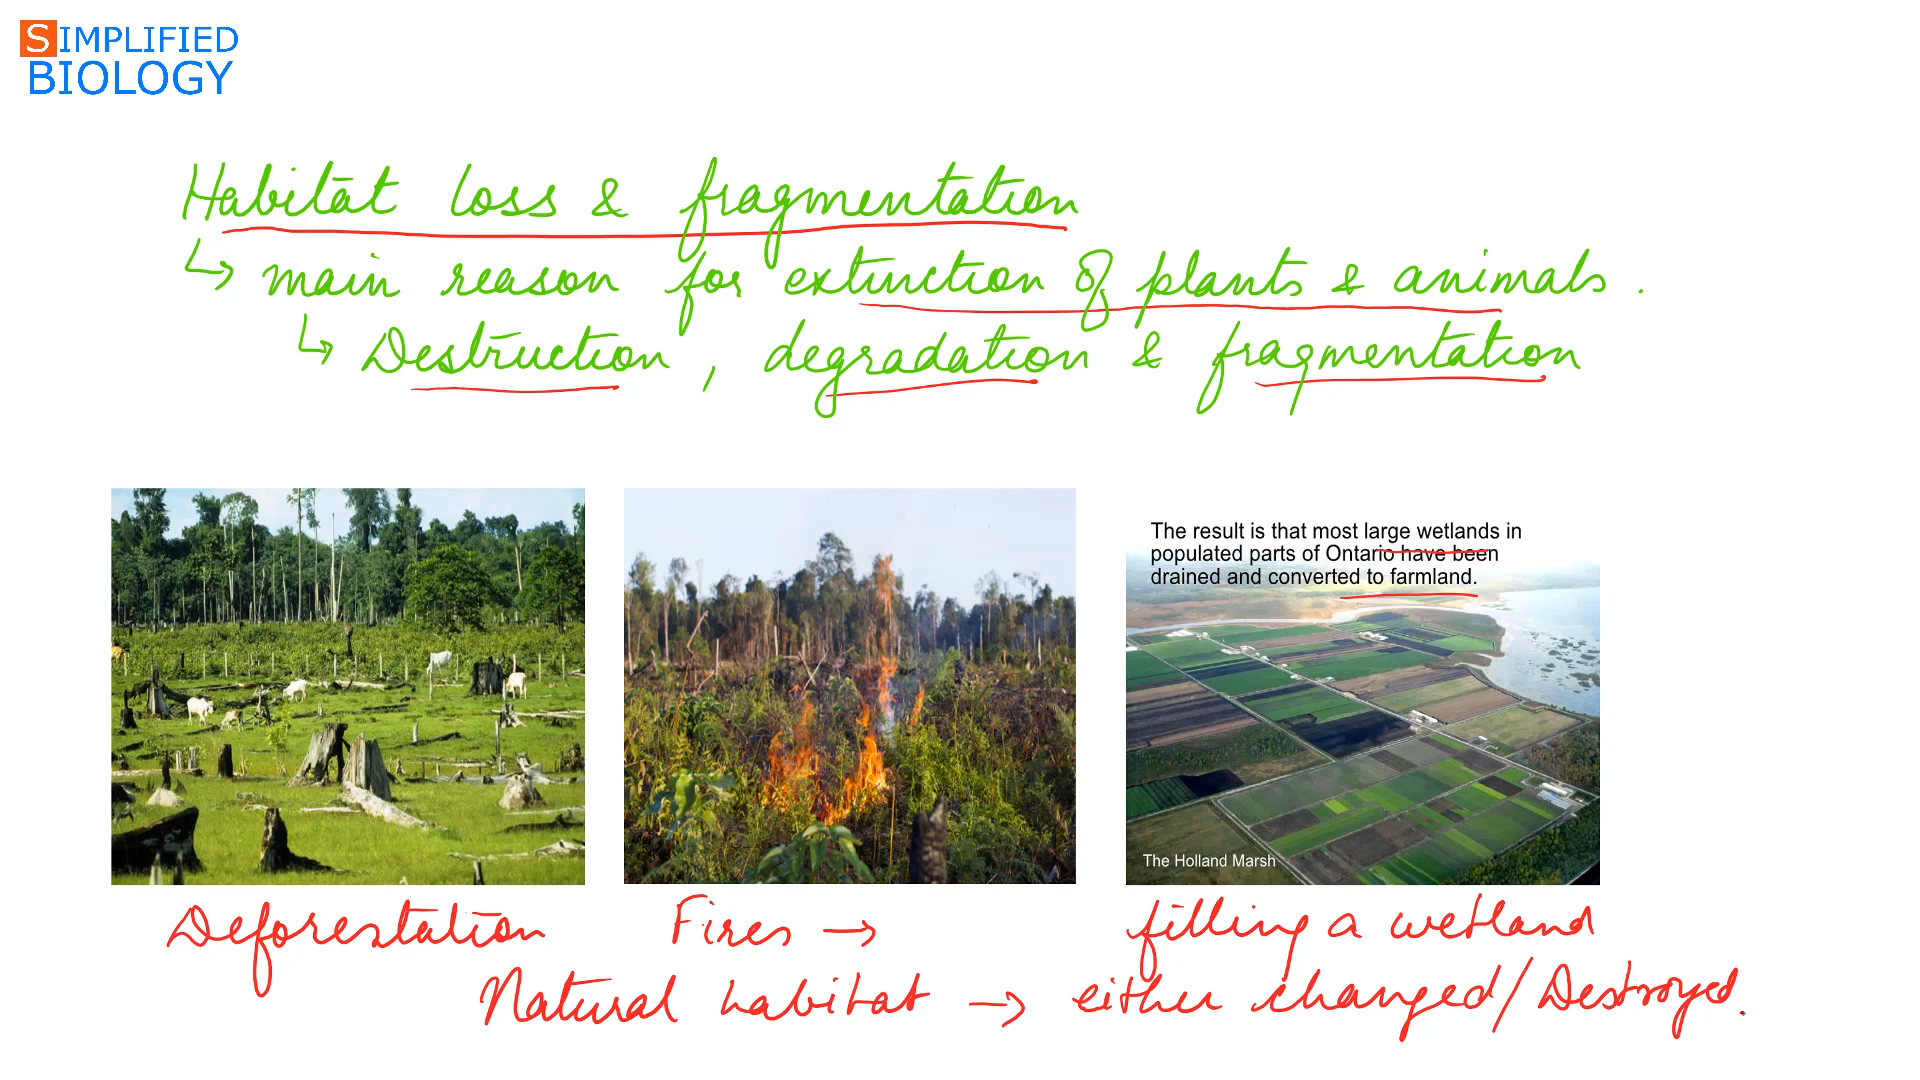 SIMPLIFIED
BIOLOGY
Habitat loss & fragmentation
↳ main reason for extinction of plants & animals.
↳ Destruction, degradation & fragmentation
The result is that most large wetlands in
populated parts of Ontario have been
drained and converted to farmland.
The Holland Marsh
Deforestation Fires → filling a wetland
Natural habitat → either changed/Destroyed.